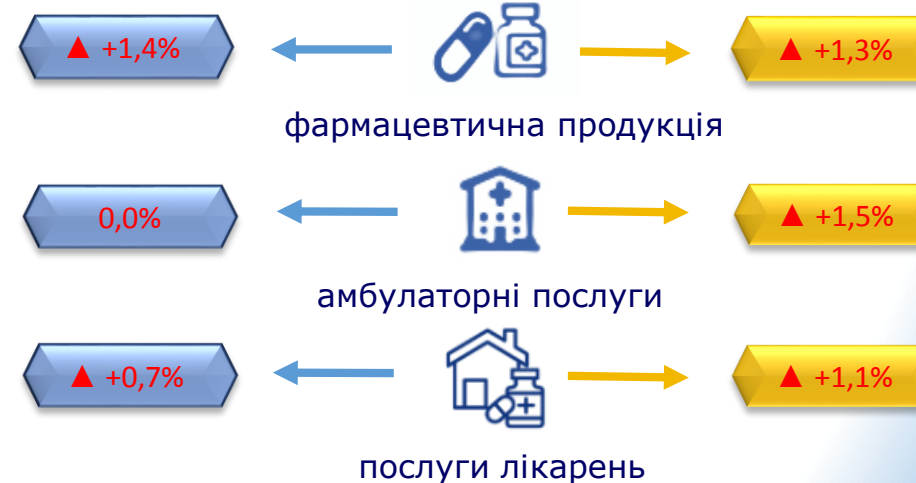 ▲ +1,4%
▲ +1,3%
фармацевтична продукція
0,0%
▲ +1,5%
амбулаторні послуги
▲ +0,7%
▲ +1,1%
послуги лікарень